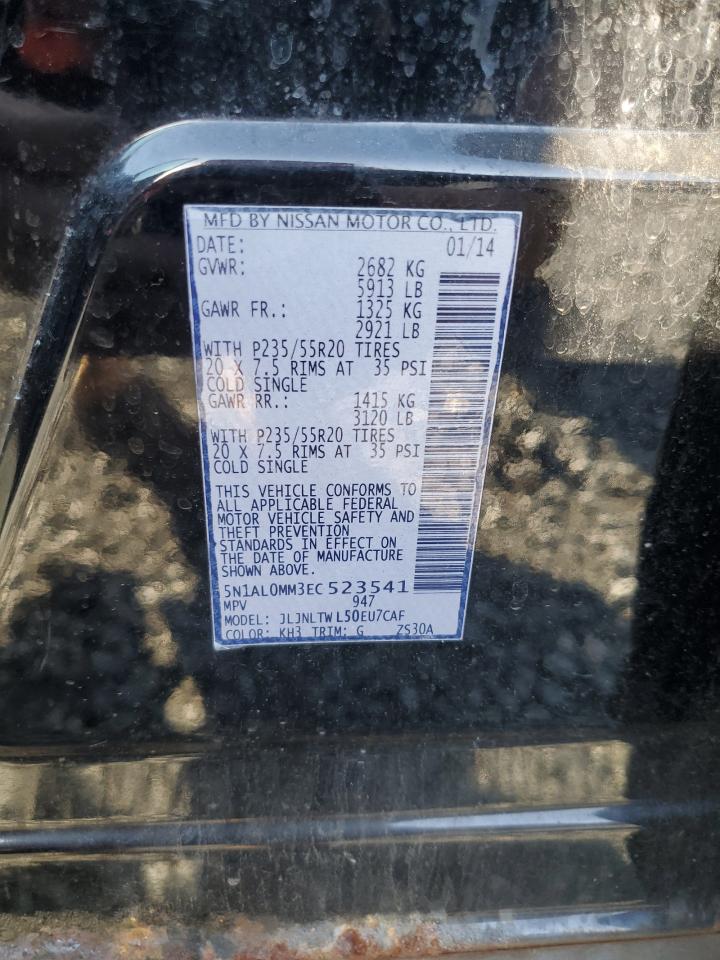 MFD BY NISSAN MOTOR CO., LTD.
DATE: 01/14
GVWR: 2682 KG
5913 LB
GAWR FR.: 1325 KG
2921 LB
WITH P235/55R20 TIRES
20 X 7.5 RIMS AT 35 PSI
COLD SINGLE
GAWR RR.: 1415 KG
3120 LB
WITH P235/55R20 TIRES
20 X 7.5 RIMS AT 35 PSI
COLD SINGLE
THIS VEHICLE CONFORMS TO
ALL APPLICABLE FEDERAL
MOTOR VEHICLE SAFETY AND
THEFT PREVENTION
STANDARDS IN EFFECT ON
THE DATE OF MANUFACTURE
SHOWN ABOVE.
5N1AL0MM3EC523541
MPV 947
MODEL: JLJNLTWL50EU7CAF
COLOR: KH3 TRIM: G ZS30A